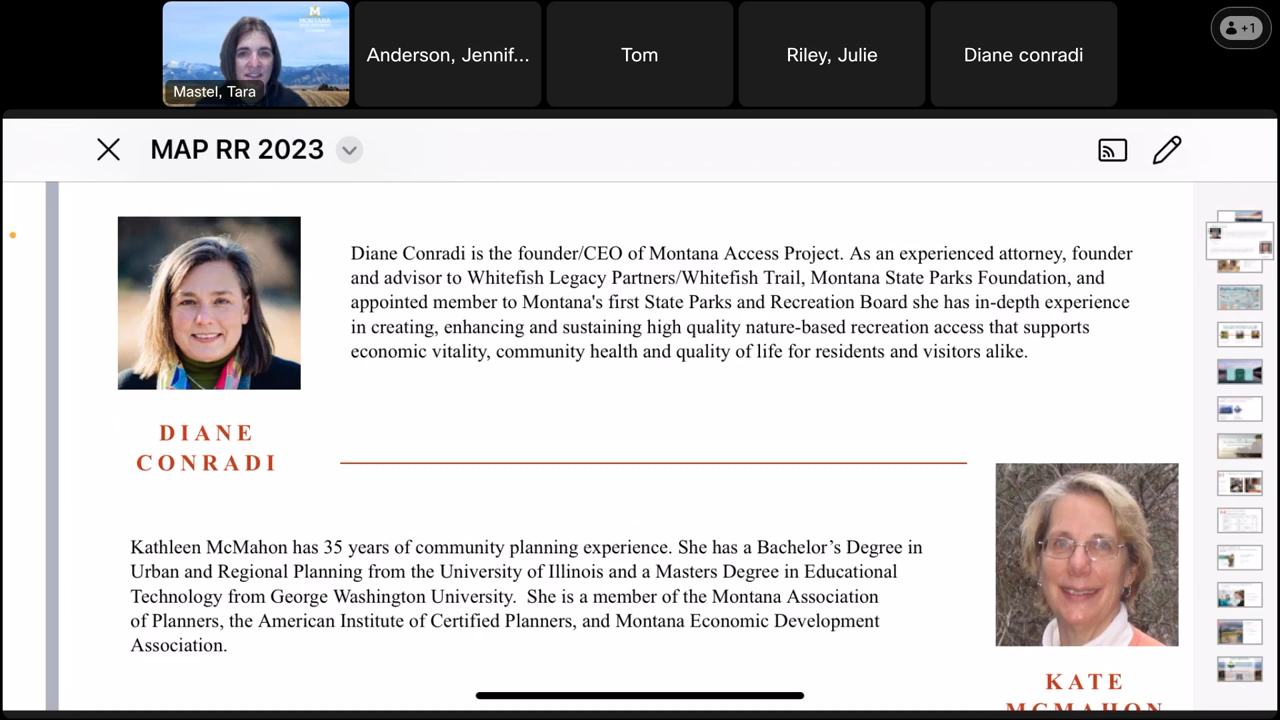 MONTANA
Mastel, Tara
Anderson, Jennif...
Tom
Riley, Julie
Diane conradi
+1
MAP RR 2023
Diane Conradi is the founder/CEO of Montana Access Project. As an experienced attorney, founder
and advisor to Whitefish Legacy Partners/Whitefish Trail, Montana State Parks Foundation, and
appointed member to Montana's first State Parks and Recreation Board she has in-depth experience
in creating, enhancing and sustaining high quality nature-based recreation access that supports
economic vitality, community health and quality of life for residents and visitors alike.
DIANE
CONRADI
Kathleen McMahon has 35 years of community planning experience. She has a Bachelor’s Degree in
Urban and Regional Planning from the University of Illinois and a Masters Degree in Educational
Technology from George Washington University.  She is a member of the Montana Association
of Planners, the American Institute of Certified Planners, and Montana Economic Development
Association.
KATE
MCMAHON